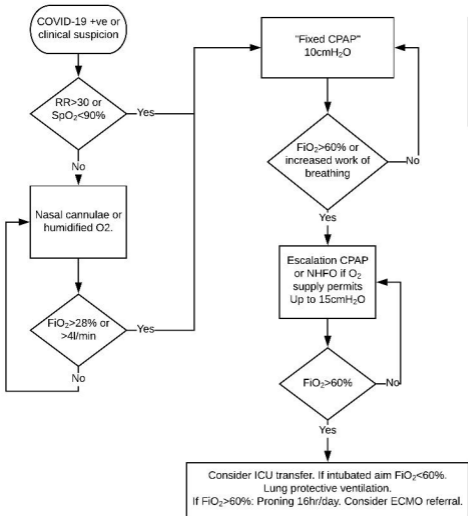 COVID-19 +ve or
clinical suspicion
RR>30 or
SpO₂<90%
Yes
No
Nasal cannulae or
humidified O2.
FiO₂>28% or
>4l/min
Yes
No
"Fixed CPAP"
10cmH₂O
FiO₂>60% or
increased work of
breathing
No
Yes
Escalation CPAP
or NHFO if O₂
supply permits
Up to 15cmH₂O
FiO₂>60%
No
Yes
Consider ICU transfer. If intubated aim FiO₂<60%.
Lung protective ventilation.
If FiO₂>60%: Proning 16hr/day. Consider ECMO referral.